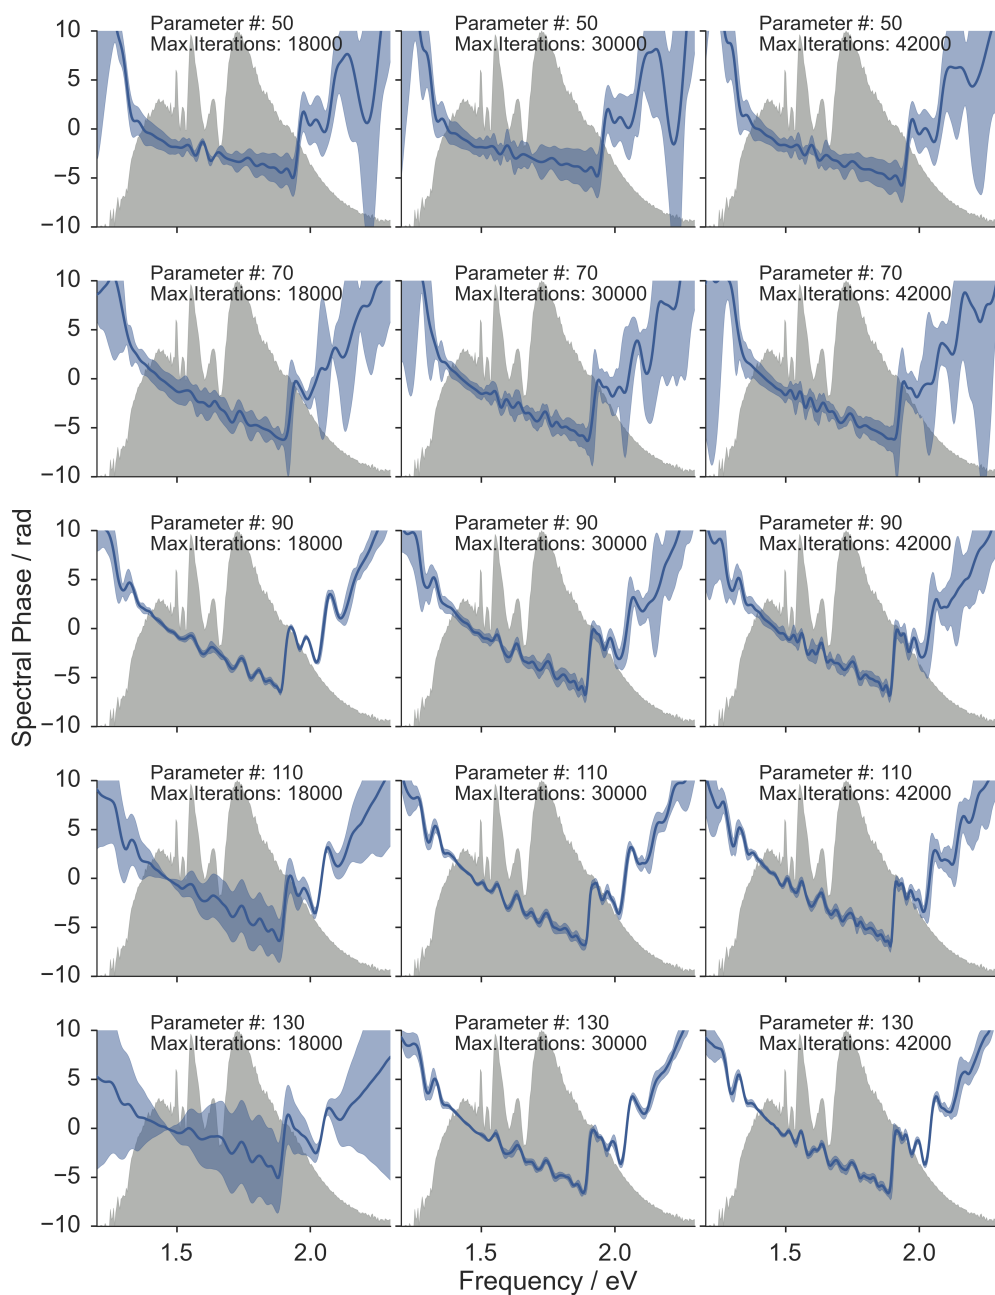 Parameter #: 50
Max.Iterations: 18000
Parameter #: 50
Max.Iterations: 30000
Parameter #: 50
Max.Iterations: 42000
10
5
0
−5
−10
Parameter #: 70
Max.Iterations: 18000
Parameter #: 70
Max.Iterations: 30000
Parameter #: 70
Max.Iterations: 42000
10
5
0
−5
−10
Parameter #: 90
Max.Iterations: 18000
Parameter #: 90
Max.Iterations: 30000
Parameter #: 90
Max.Iterations: 42000
10
5
0
−5
−10
Spectral Phase / rad
Parameter #: 110
Max.Iterations: 18000
Parameter #: 110
Max.Iterations: 30000
Parameter #: 110
Max.Iterations: 42000
10
5
0
−5
−10
Parameter #: 130
Max.Iterations: 18000
Parameter #: 130
Max.Iterations: 30000
Parameter #: 130
Max.Iterations: 42000
10
5
0
−5
−10
1.5 2.0 1.5 2.0 1.5 2.0
Frequency / eV